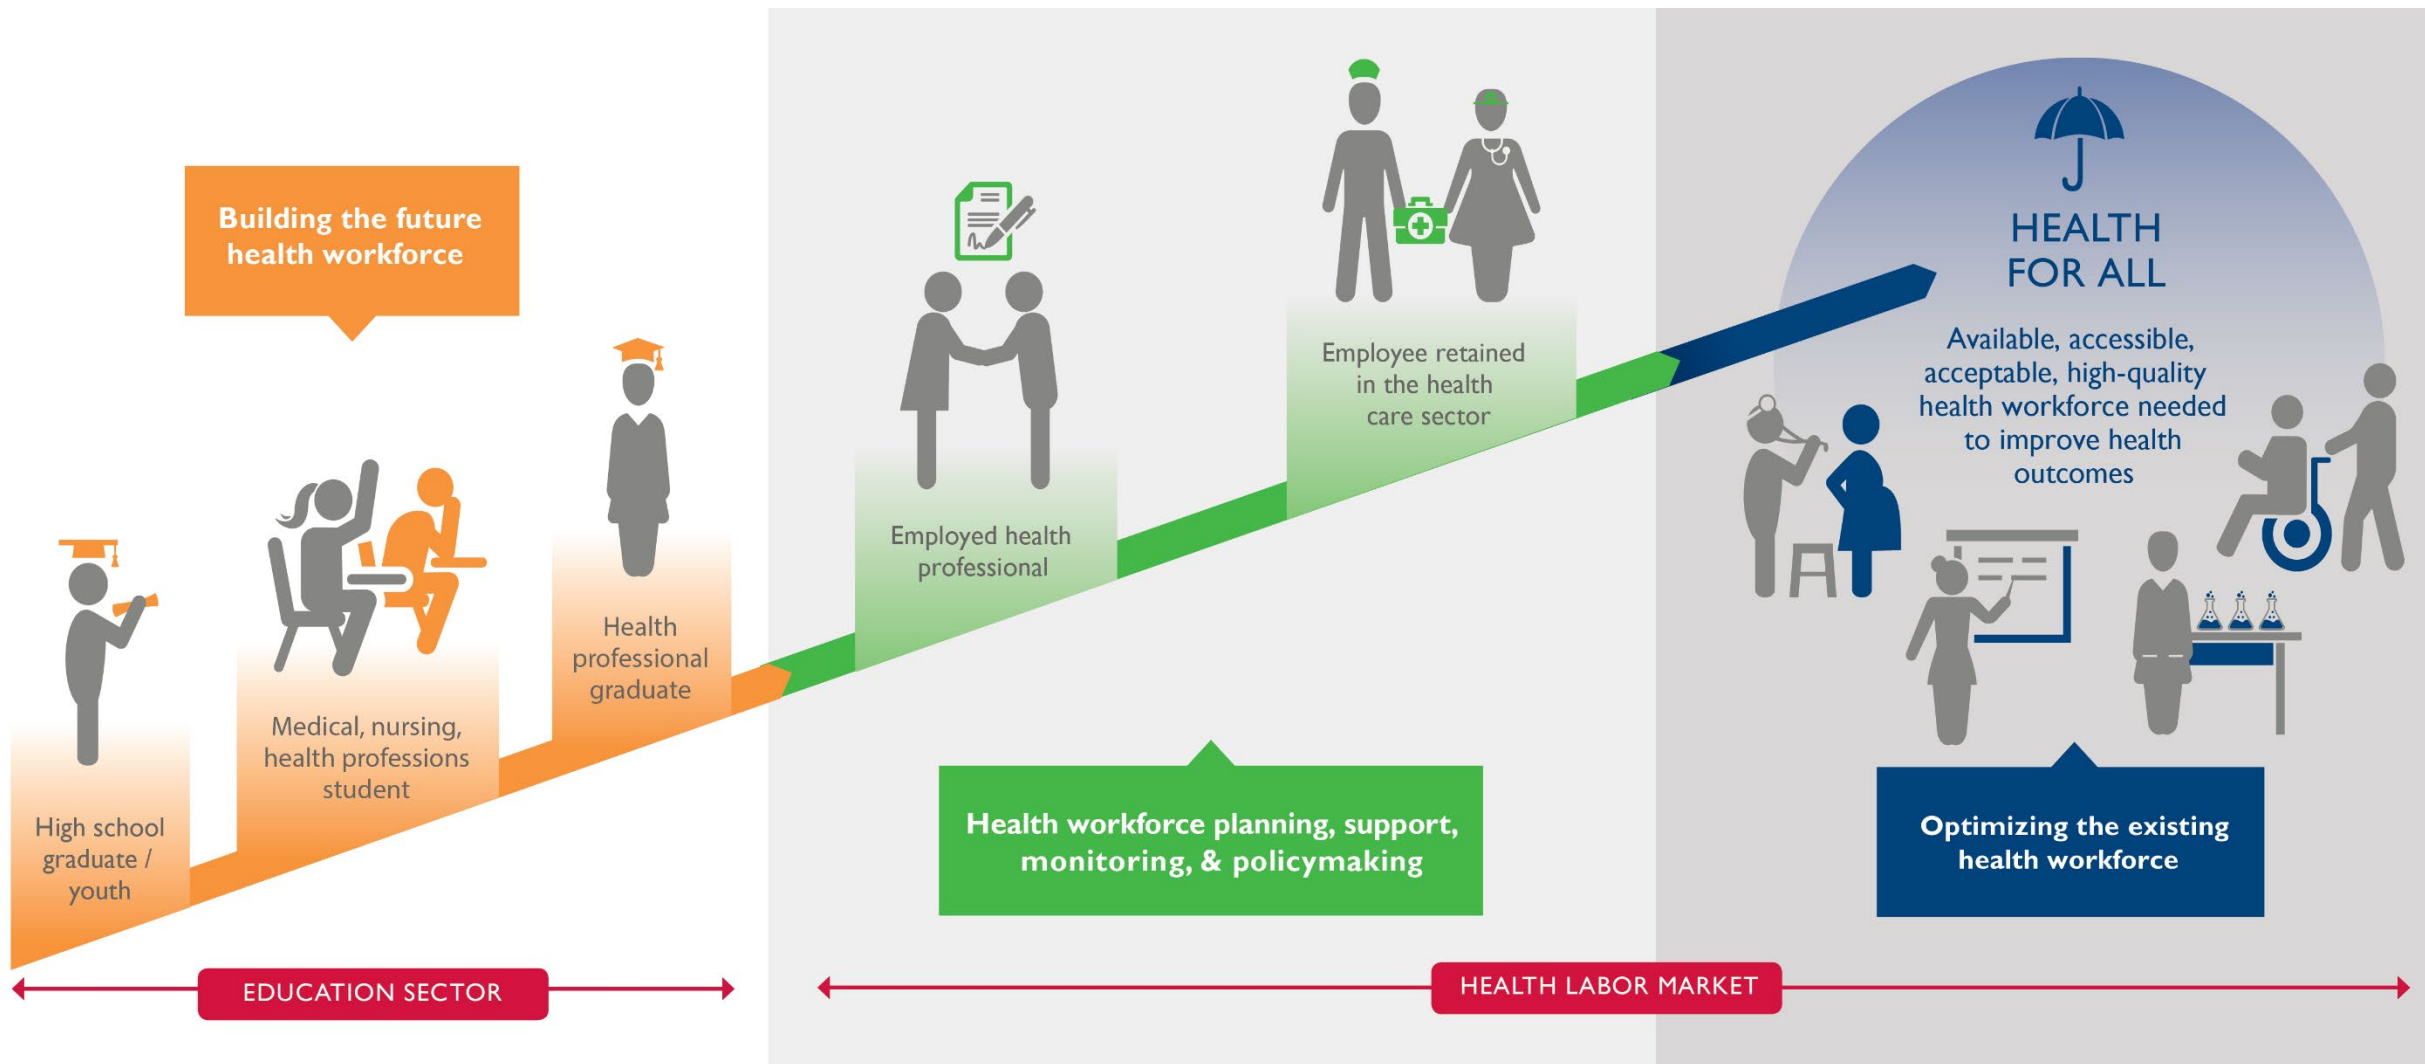 Building the future
health workforce
High school
graduate /
youth
Medical, nursing,
health professions
student
Health
professional
graduate
Employed health
professional
Employee retained
in the health
care sector
Health workforce planning, support,
monitoring, & policymaking
HEALTH
FOR ALL
Available, accessible,
acceptable, high-quality
health workforce needed
to improve health
outcomes
Optimizing the existing
health workforce
EDUCATION SECTOR
HEALTH LABOR MARKET